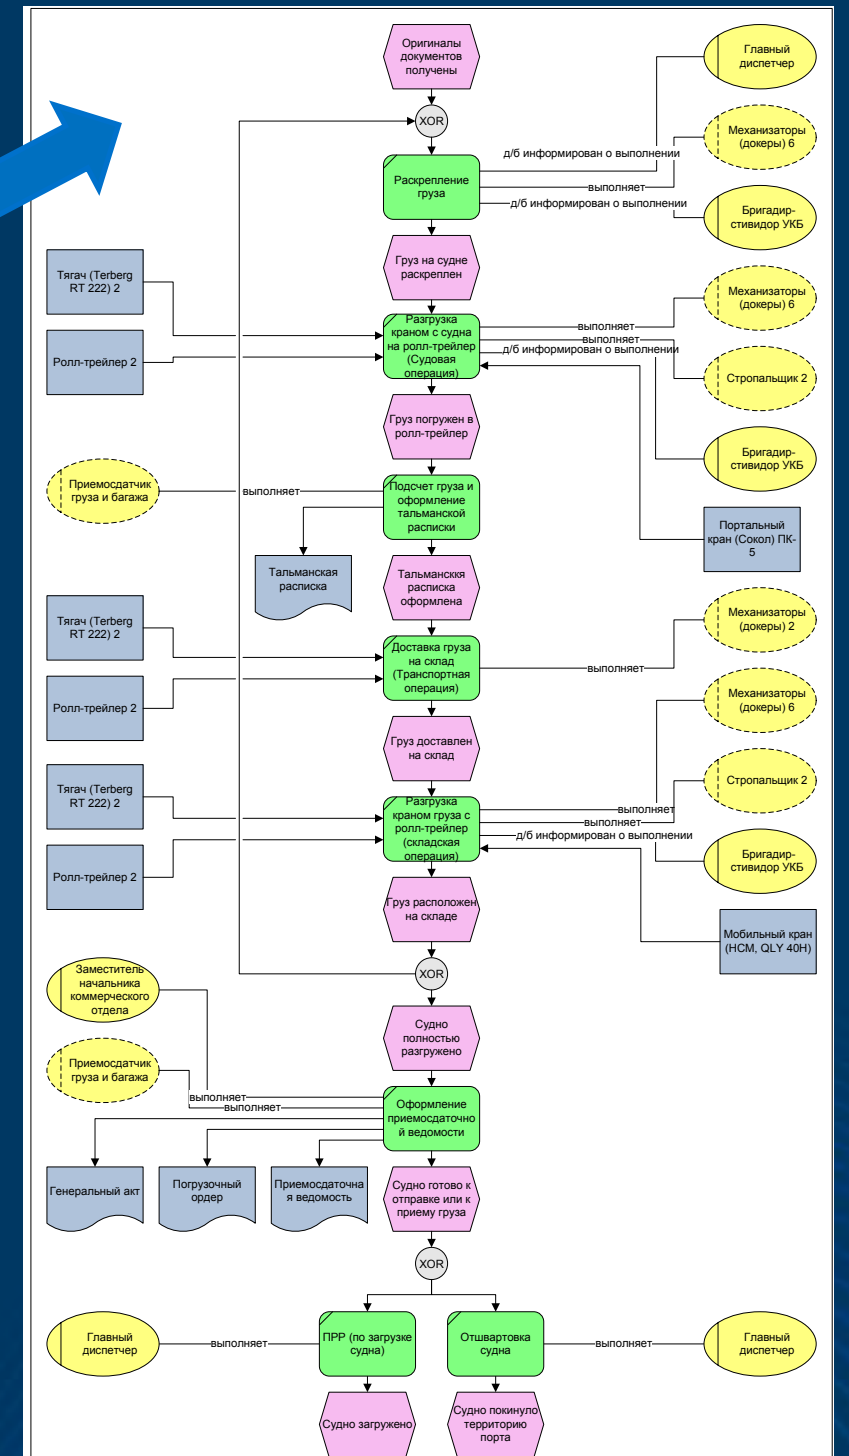 Оригиналы
документов
получены
Главный
диспетчер
XOR
д/б информирован о выполнении
Механизаторы
(докеры) 6
Раскрепление
груза
выполняет
д/б информирован о выполнении
Бригадир-
стивидор УКБ
Груз на судне
раскреплен
Тягач (Terberg
RT 222) 2
Механизаторы
(докеры) 6
Ролл-трейлер 2
Разгрузка
краном с судна
на ролл-трейлер
(Судовая
операция)
выполняет
выполняет
д/б информирован о выполнении
Стропальщик 2
Груз погружен в
ролл-трейлер
Бригадир-
стивидор УКБ
Приемосдатчик
груза и багажа
выполняет
Подсчет груза и
оформление
тальманской
расписки
Портальный
кран (Сокол) ПК-
5
Тальманская
расписка
Тальманскκя
расписка
оформлена
Тягач (Terberg
RT 222) 2
Механизаторы
(докеры) 2
Доставка груза
на склад
(Транспортная
операция)
выполняет
Ролл-трейлер 2
Механизаторы
(докеры) 6
Груз доставлен
на склад
Тягач (Terberg
RT 222) 2
Стропальщик 2
Разгрузка
краном груза с
ролл-трейлер
(складская
операция)
выполняет
выполняет
д/б информирован о выполнении
Ролл-трейлер 2
Бригадир-
стивидор УКБ
Груз расположен
на складе
Мобильный кран
(HCM, QLY 40H)
XOR
Заместитель
начальника
коммерческого
отдела
Судно
полностью
разгружено
Приемосдатчик
груза и багажа
выполняет
выполняет
Оформление
приемосдаточно
й ведомости
Генеральный акт
Погрузочный
ордер
Приемосдаточна
я ведомость
Судно готово к
отправке или к
приему груза
XOR
Главный
диспетчер
выполняет
ПРР (по загрузке
судна)
Отшвартовка
судна
выполняет
Главный
диспетчер
Судно загружено
Судно покинуло
территорию
порта